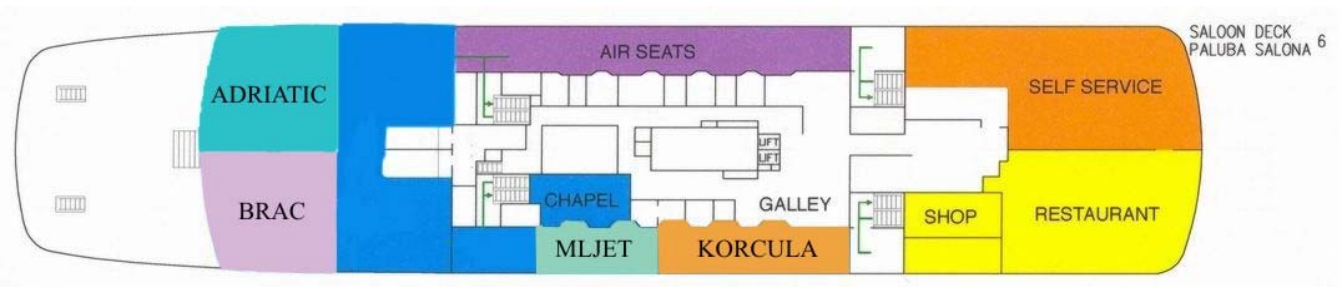 SALOON DECK
PALUBA SALONA 6
AIR SEATS
ADRIATIC
SELF SERVICE
LIFT
LIFT
CHAPEL
GALLEY
BRAC
SHOP
RESTAURANT
MLJET
KORCULA